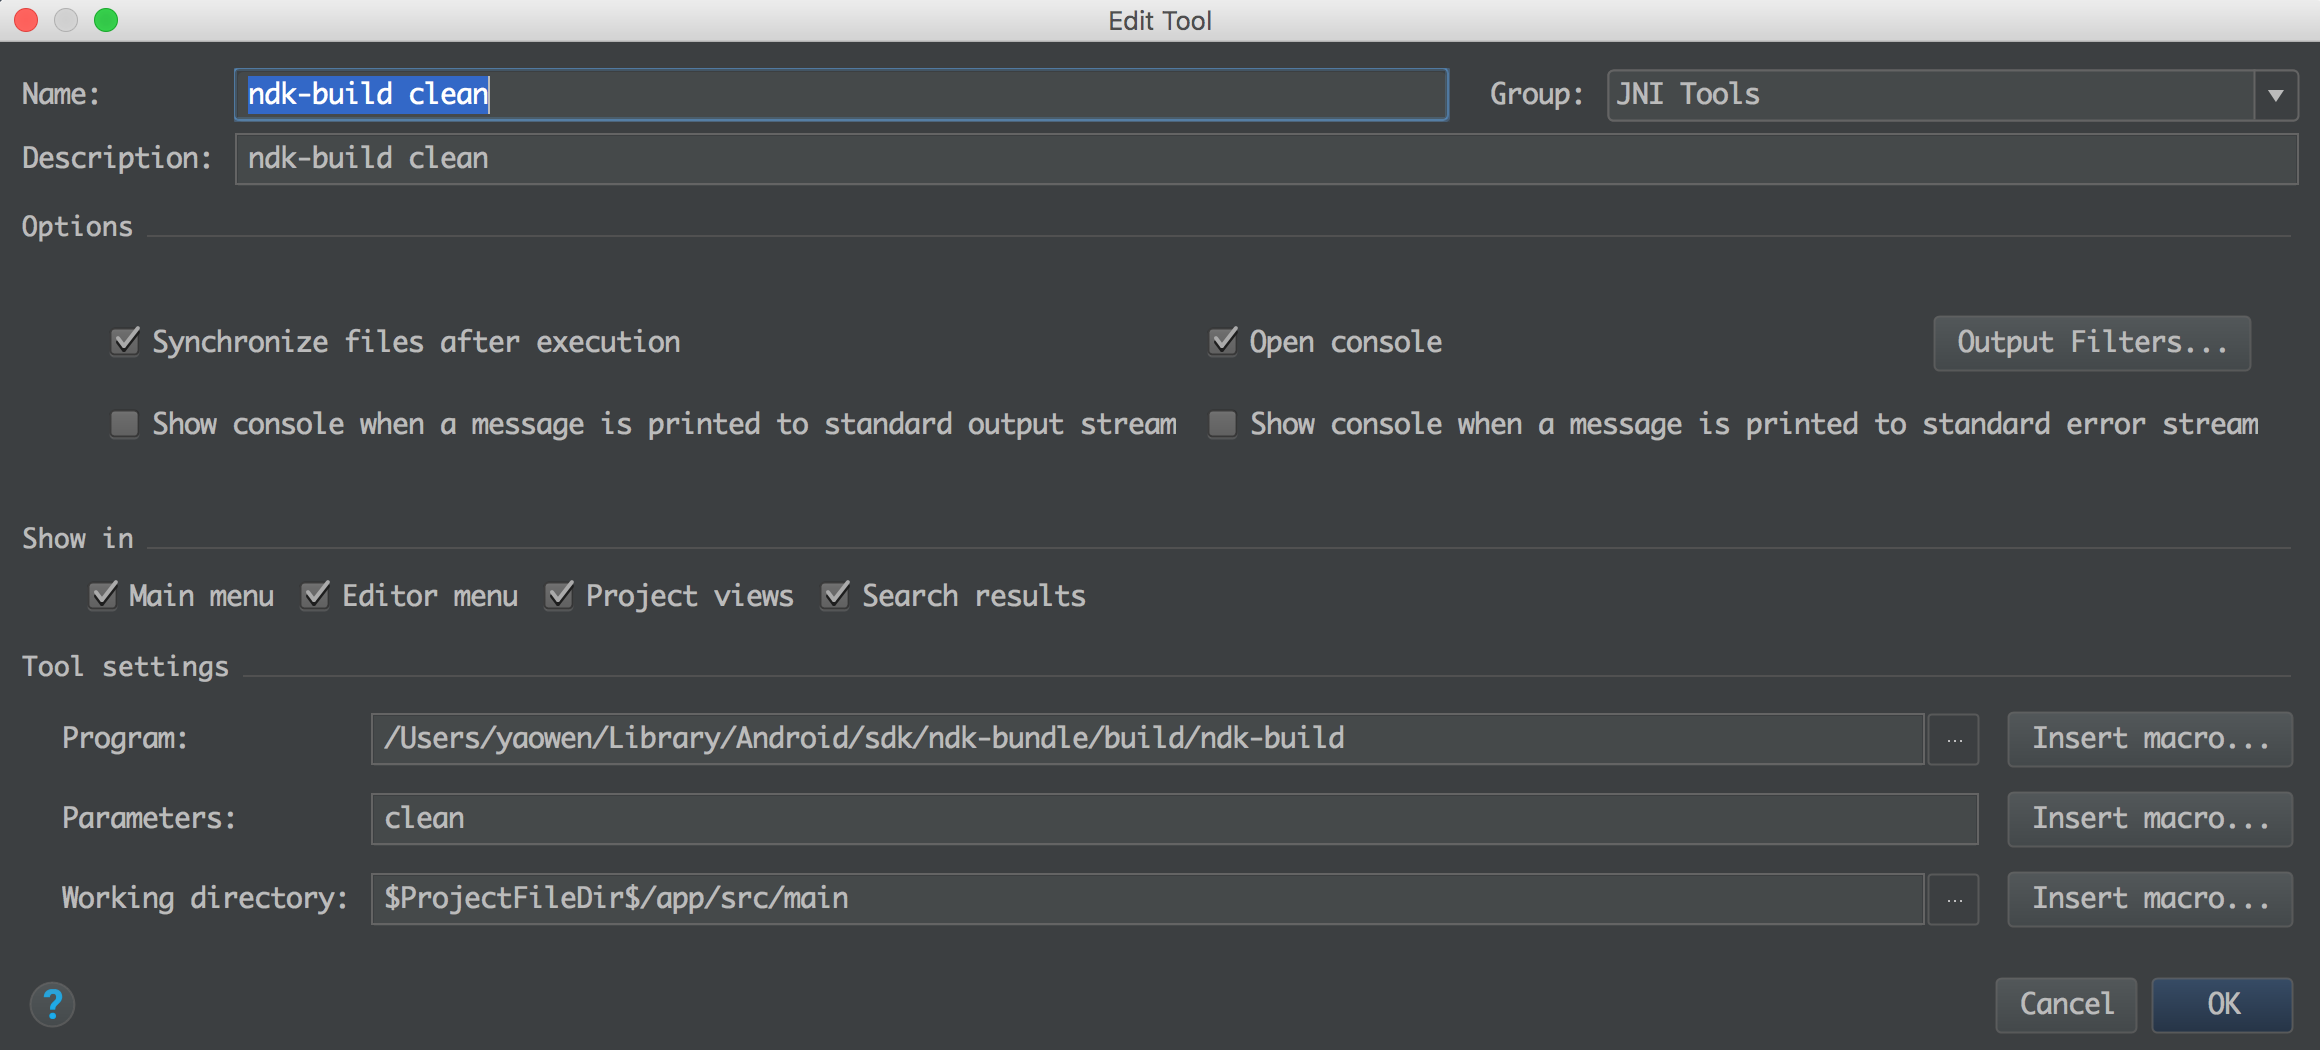 Edit Tool
Name: ndk-build clean Group: JNI Tools
Description: ndk-build clean
Options
Synchronize files after execution Open console Output Filters...
Show console when a message is printed to standard output stream Show console when a message is printed to standard error stream
Show in
Main menu Editor menu Project views Search results
Tool settings
Program: /Users/yaowen/Library/Android/sdk/ndk-bundle/build/ndk-build ... Insert macro...
Parameters: clean Insert macro...
Working directory: $ProjectFileDir$/app/src/main ... Insert macro...
? Cancel OK